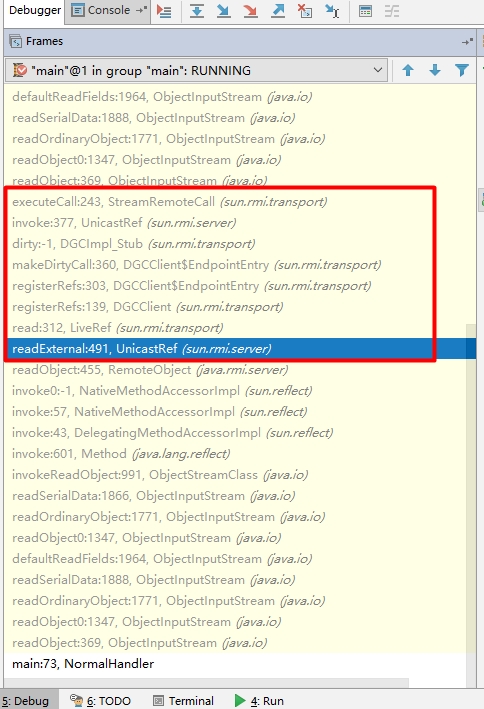 Debugger Console
Frames
"main"@1 in group "main": RUNNING
defaultReadFields:1964, ObjectInputStream (java.io)
readSerialData:1888, ObjectInputStream (java.io)
readOrdinaryObject:1771, ObjectInputStream (java.io)
readObject0:1347, ObjectInputStream (java.io)
readObject:369, ObjectInputStream (java.io)
executeCall:243, StreamRemoteCall (sun.rmi.transport)
invoke:377, UnicastRef (sun.rmi.server)
dirty:-1, DGCImpl_Stub (sun.rmi.transport)
makeDirtyCall:360, DGCClient$EndpointEntry (sun.rmi.transport)
registerRefs:303, DGCClient$EndpointEntry (sun.rmi.transport)
registerRefs:139, DGCClient (sun.rmi.transport)
read:312, LiveRef (sun.rmi.transport)
readExternal:491, UnicastRef (sun.rmi.server)
readObject:455, RemoteObject (java.rmi.server)
invoke0:-1, NativeMethodAccessorImpl (sun.reflect)
invoke:57, NativeMethodAccessorImpl (sun.reflect)
invoke:43, DelegatingMethodAccessorImpl (sun.reflect)
invoke:601, Method (java.lang.reflect)
invokeReadObject:991, ObjectStreamClass (java.io)
readSerialData:1866, ObjectInputStream (java.io)
readOrdinaryObject:1771, ObjectInputStream (java.io)
readObject0:1347, ObjectInputStream (java.io)
defaultReadFields:1964, ObjectInputStream (java.io)
readSerialData:1888, ObjectInputStream (java.io)
readOrdinaryObject:1771, ObjectInputStream (java.io)
readObject0:1347, ObjectInputStream (java.io)
readObject:369, ObjectInputStream (java.io)
main:73, NormalHandler
5: Debug 6: TODO Terminal 4: Run